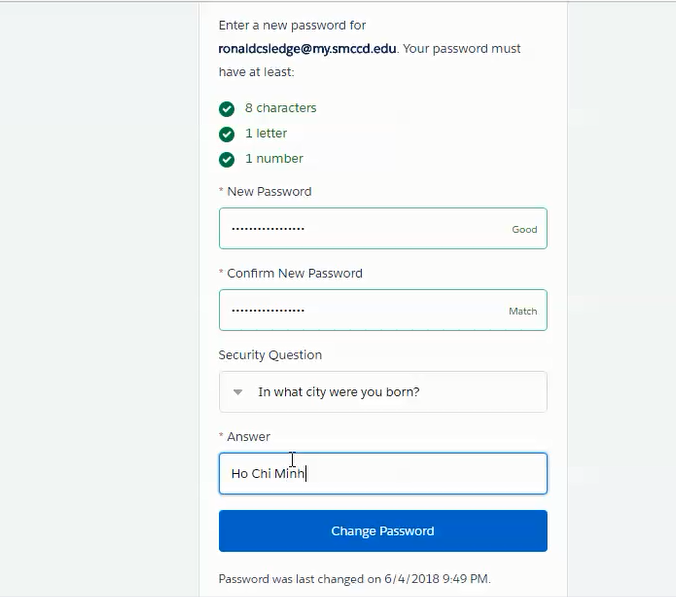 Enter a new password for
ronaldcsledge@my.smccd.edu. Your password must
have at least:
8 characters
1 letter
1 number
* New Password
••••••••••••••••• Good
* Confirm New Password
••••••••••••••••• Match
Security Question
In what city were you born?
* Answer
Ho Chi Minh
Change Password
Password was last changed on 6/4/2018 9:49 PM.